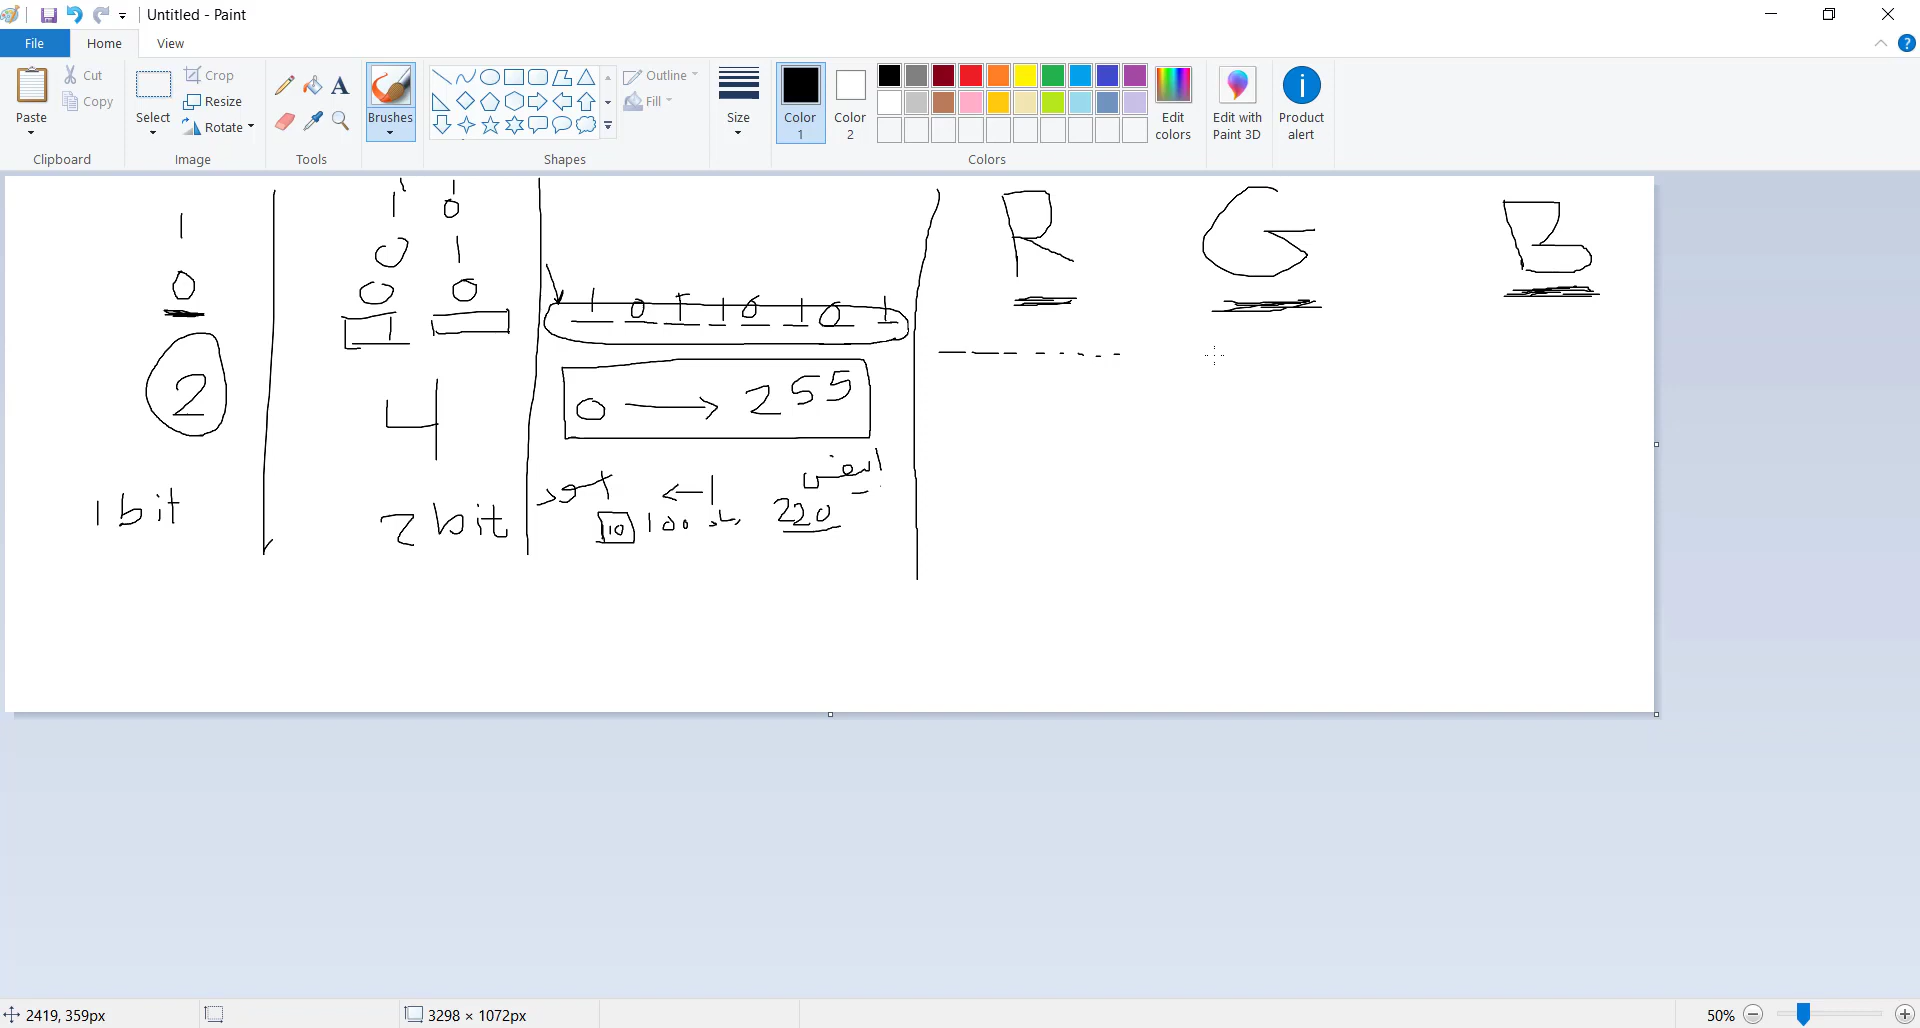 Untitled - Paint
File Home View
Paste
Cut
Copy
Clipboard
Select
Crop
Resize
Rotate
Image
A
Tools
Brushes
Outline
Fill
Shapes
Size
Color 1
Color 2
Edit colors
Colors
Edit with Paint 3D
Product alert
1
0
2
1 bit
1 1
1 0
0 1
0 0
1
4
2 bit
1 0 1 1 0 1 0 1
0 → 255
ابيض
10 100 220
R G B
2419, 359px
3298 × 1072px
50%